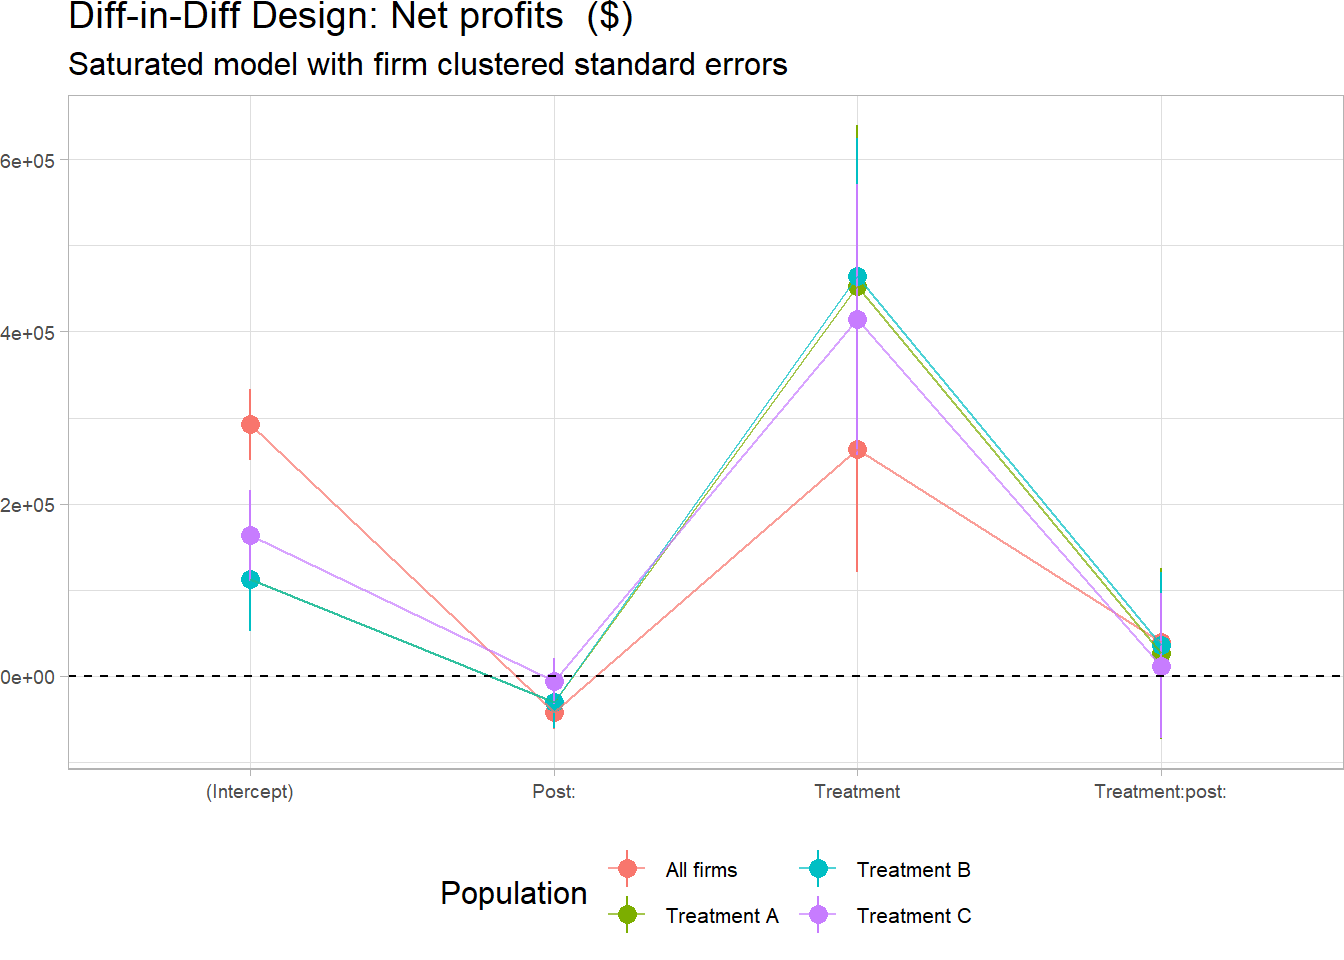 Diff-in-Diff Design: Net profits  ($)
Saturated model with firm clustered standard errors
6e+05
4e+05
2e+05
0e+00
(Intercept) Post: Treatment Treatment:post:
Population
All firms
Treatment A
Treatment B
Treatment C